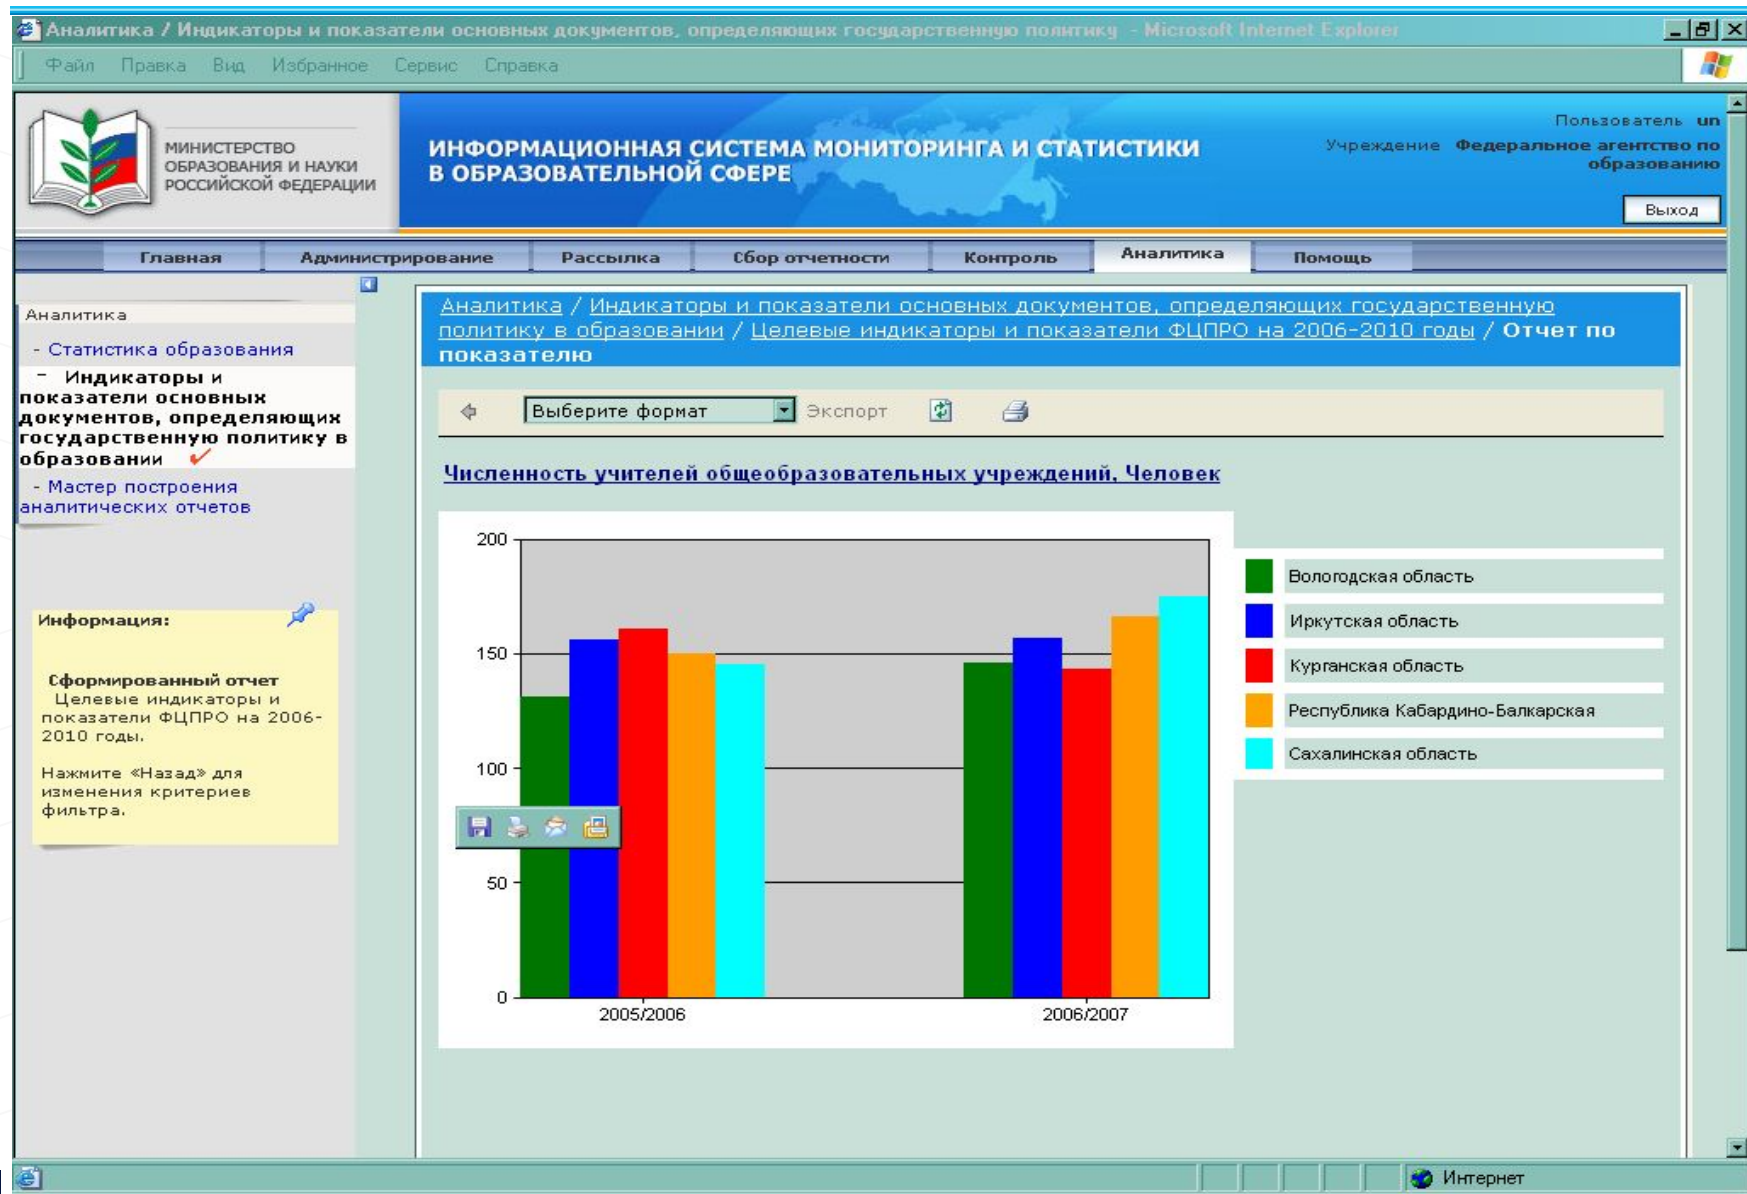 Аналитика / Индикаторы и показатели основных документов, определяющих государственную политику - Microsoft Internet Explorer
Файл Правка Вид Избранное Сервис Справка
МИНИСТЕРСТВО
ОБРАЗОВАНИЯ И НАУКИ
РОССИЙСКОЙ ФЕДЕРАЦИИ
ИНФОРМАЦИОННАЯ СИСТЕМА МОНИТОРИНГА И СТАТИСТИКИ
В ОБРАЗОВАТЕЛЬНОЙ СФЕРЕ
Пользователь un
Учреждение Федеральное агентство по
образованию
Выход
Главная Администрирование Рассылка Сбор отчетности Контроль Аналитика Помощь
Аналитика
- Статистика образования
- Индикаторы и
показатели основных
документов, определяющих
государственную политику в
образовании
- Мастер построения
аналитических отчетов
Информация:
Сформированный отчет
Целевые индикаторы и
показатели ФЦПРО на 2006-
2010 годы.
Нажмите «Назад» для
изменения критериев
фильтра.
Аналитика / Индикаторы и показатели основных документов, определяющих государственную
политику в образовании / Целевые индикаторы и показатели ФЦПРО на 2006-2010 годы / Отчет по
показателю
Выберите формат Экспорт
Численность учителей общеобразовательных учреждений, Человек
200
150
100
50
0
2005/2006 2006/2007
Вологодская область
Иркутская область
Курганская область
Республика Кабардино-Балкарская
Сахалинская область
Интернет